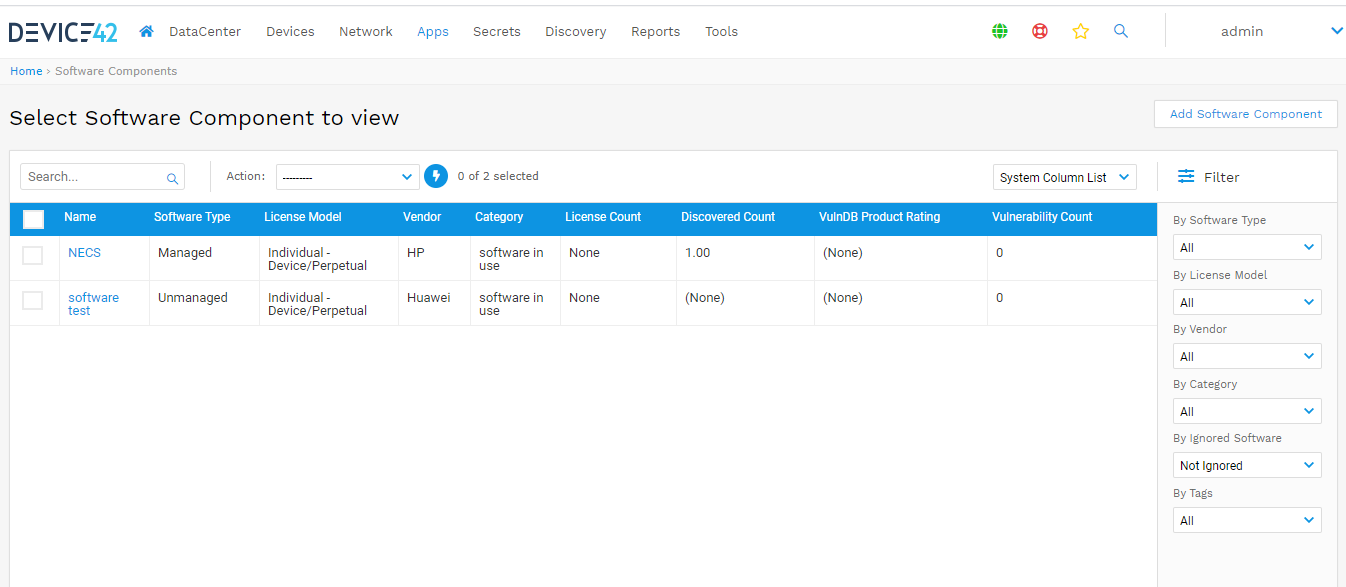 DEVICE42 DataCenter Devices Network Apps Secrets Discovery Reports Tools admin
Home › Software Components
Select Software Component to view
Add Software Component
Search... Action: --------- 0 of 2 selected System Column List Filter
Name Software Type License Model Vendor Category License Count Discovered Count VulnDB Product Rating Vulnerability Count
NECS Managed Individual - Device/Perpetual HP software in use None 1.00 (None) 0
software test Unmanaged Individual - Device/Perpetual Huawei software in use None (None) (None) 0
By Software Type
All
By License Model
All
By Vendor
All
By Category
All
By Ignored Software
Not Ignored
By Tags
All